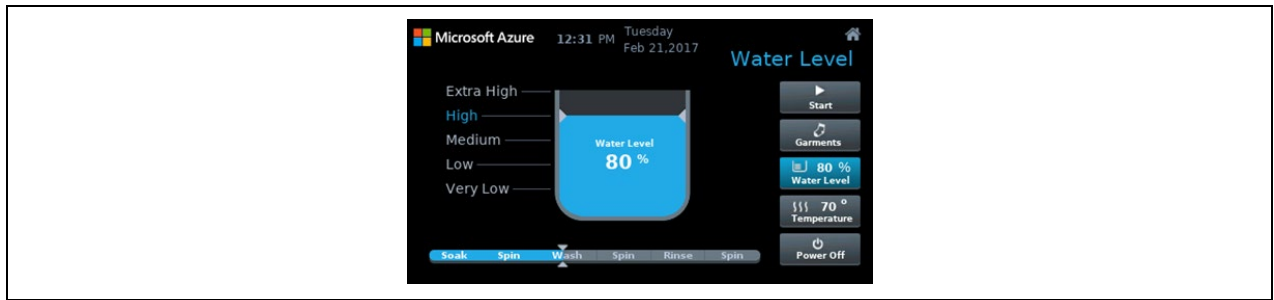 Microsoft Azure
12:31 PM
Tuesday
Feb 21,2017
Water Level
Extra High
High
Medium
Low
Very Low
Water Level
80 %
Start
Garments
80 %
Water Level
70 °
Temperature
Power Off
Soak Spin Wash Spin Rinse Spin